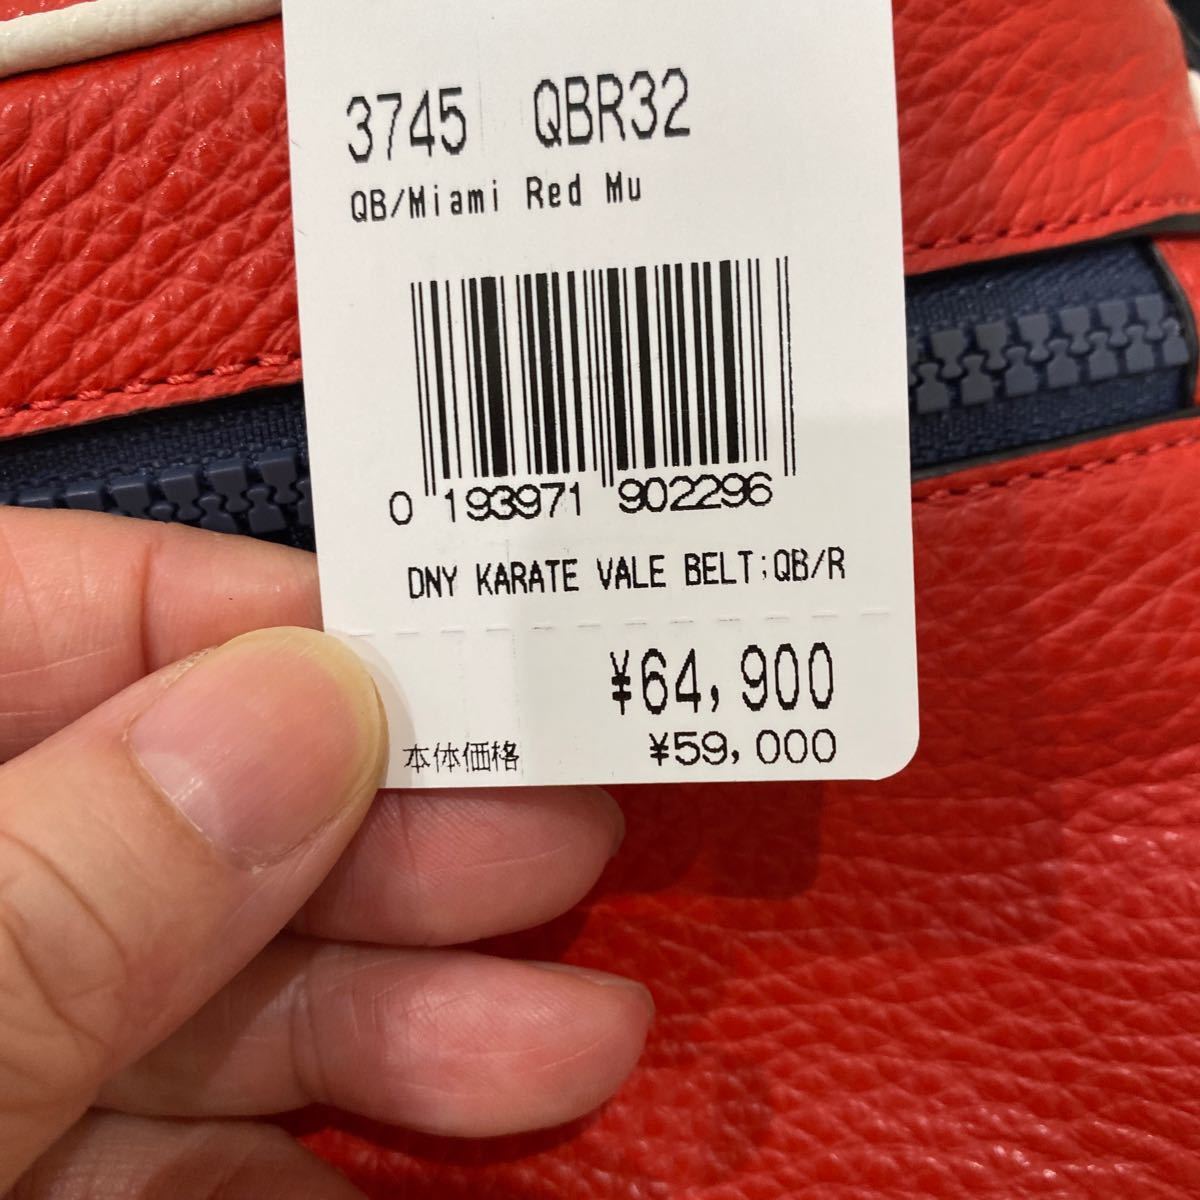 3745 QBR32
QB/Miami Red Mu
0 193971 902296
DNY KARATE VALE BELT;QB/R
¥64,900
本体価格 ¥59,000